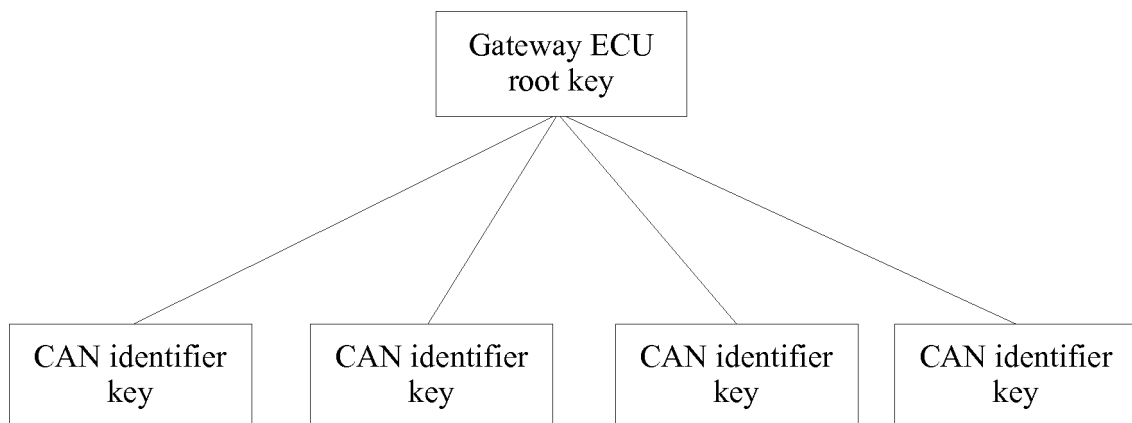 Gateway ECU
root key
CAN identifier
key
CAN identifier
key
CAN identifier
key
CAN identifier
key